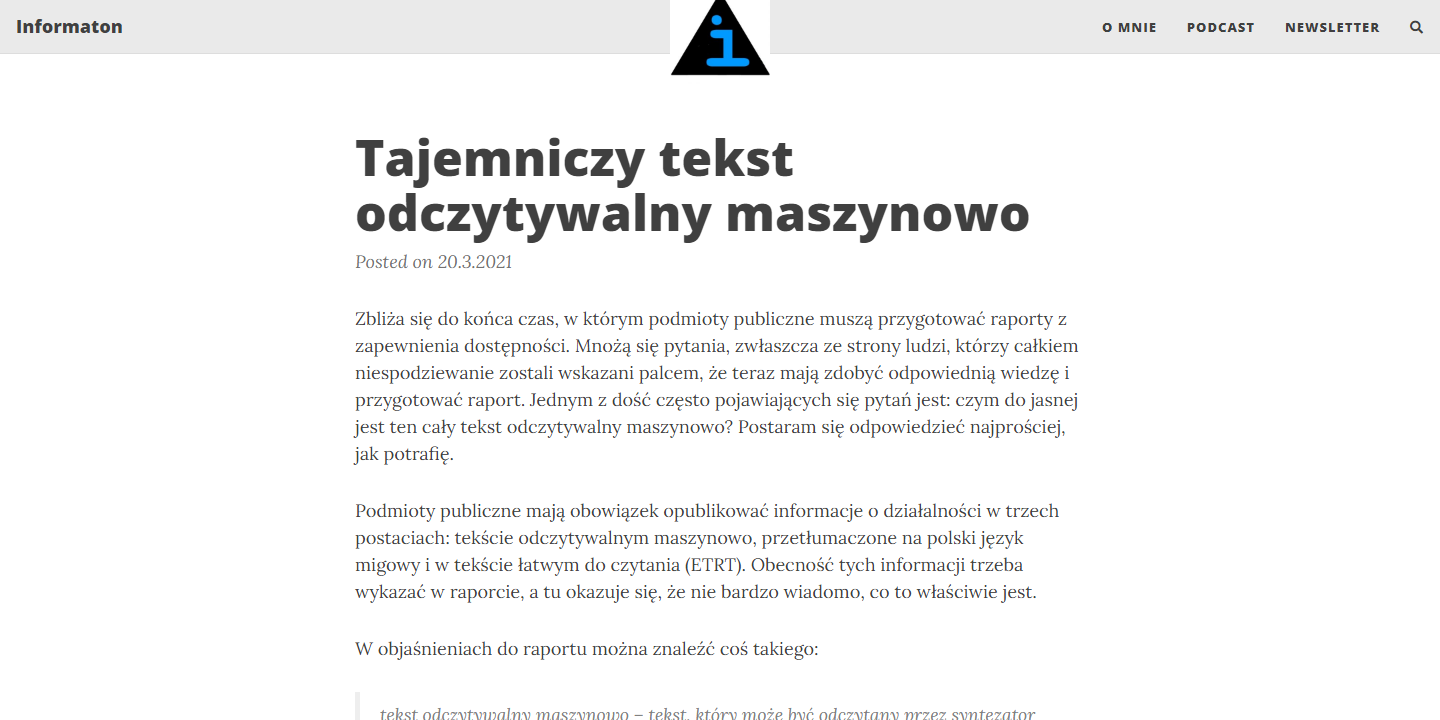 Informaton
i
O MNIE
PODCAST
NEWSLETTER
Tajemniczy tekst
odczytywalny maszynowo
Posted on 20.3.2021
Zbliża się do końca czas, w którym podmioty publiczne muszą przygotować raporty z
zapewnienia dostępności. Mnożą się pytania, zwłaszcza ze strony ludzi, którzy całkiem
niespodziewanie zostali wskazani palcem, że teraz mają zdobyć odpowiednią wiedzę i
przygotować raport. Jednym z dość często pojawiających się pytań jest: czym do jasnej
jest ten cały tekst odczytywalny maszynowo? Postaram się odpowiedzieć najprościej,
jak potrafię.
Podmioty publiczne mają obowiązek opublikować informacje o działalności w trzech
postaciach: tekście odczytywalnym maszynowo, przetłumaczone na polski język
migowy i w tekście łatwym do czytania (ETRT). Obecność tych informacji trzeba
wykazać w raporcie, a tu okazuje się, że nie bardzo wiadomo, co to właściwie jest.
W objaśnieniach do raportu można znaleźć coś takiego:
tekst odczytywalny maszynowo – tekst, który może być odczytany przez syntezator